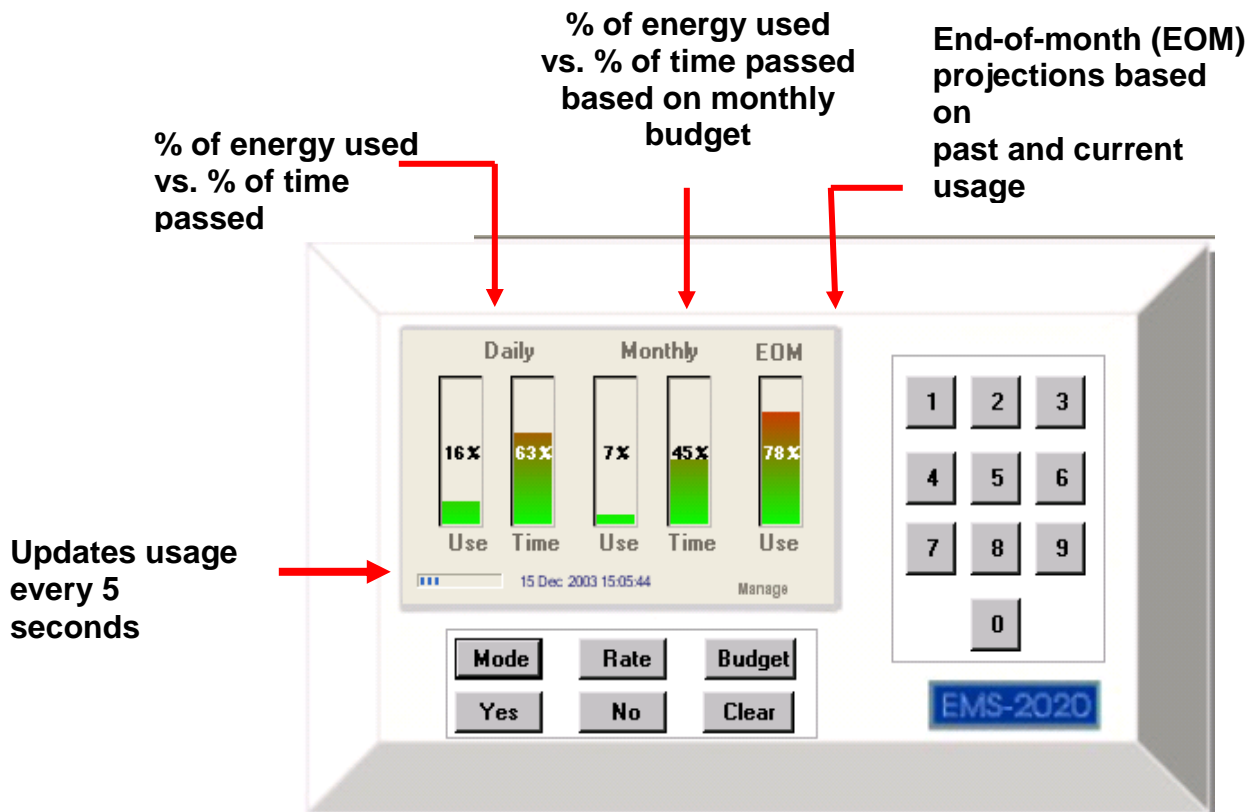 % of energy used
vs. % of time passed
based on monthly
budget
End-of-month (EOM)
projections based
on
past and current
usage
% of energy used
vs. % of time
passed
Daily Monthly EOM
16% 63% 7% 45% 78%
Use Time Use Time Use
15 Dec 2003 15:05:44
Manage
Updates usage
every 5
seconds
Mode Rate Budget
Yes No Clear
1 2 3
4 5 6
7 8 9
0
EMS-2020